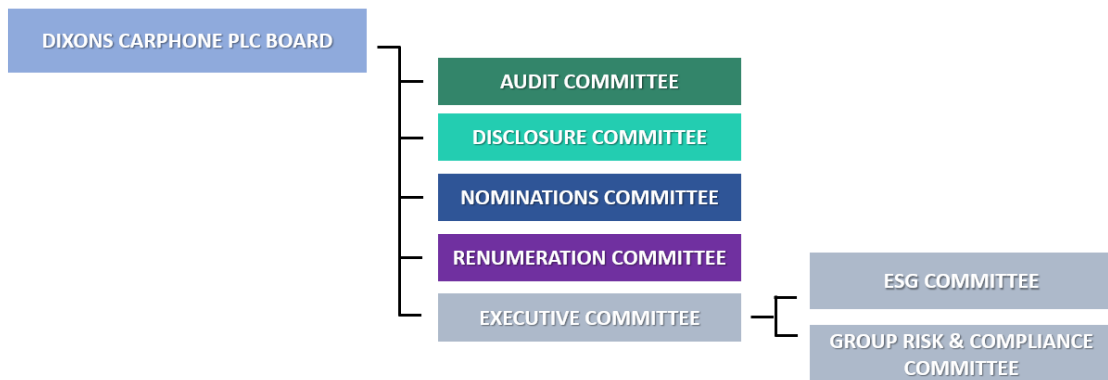 DIXONS CARPHONE PLC BOARD
AUDIT COMMITTEE
DISCLOSURE COMMITTEE
NOMINATIONS COMMITTEE
RENUMERATION COMMITTEE
EXECUTIVE COMMITTEE
ESG COMMITTEE
GROUP RISK & COMPLIANCE
COMMITTEE